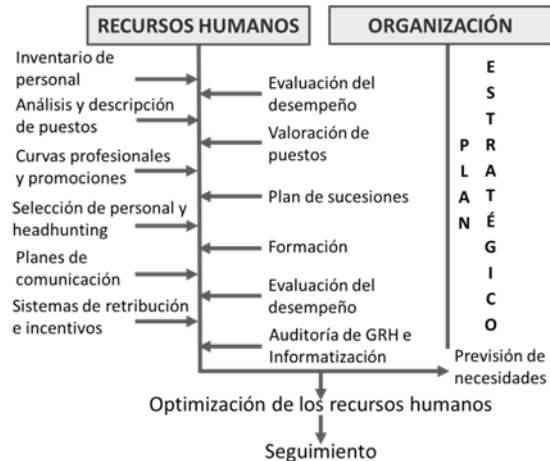 RECURSOS HUMANOS
ORGANIZACIÓN
Inventario de
personal
Evaluación del
desempeño
Análisis y descripción
de puestos
Valoración de
puestos
Curvas profesionales
y promociones
Plan de sucesiones
Selección de personal y
headhunting
Formación
Planes de
comunicación
Evaluación del
desempeño
Sistemas de retribución
e incentivos
Auditoría de GRH e
Informatización
PLAN
ESTRATÉGICO
Previsión de
necesidades
Optimización de los recursos humanos
Seguimiento